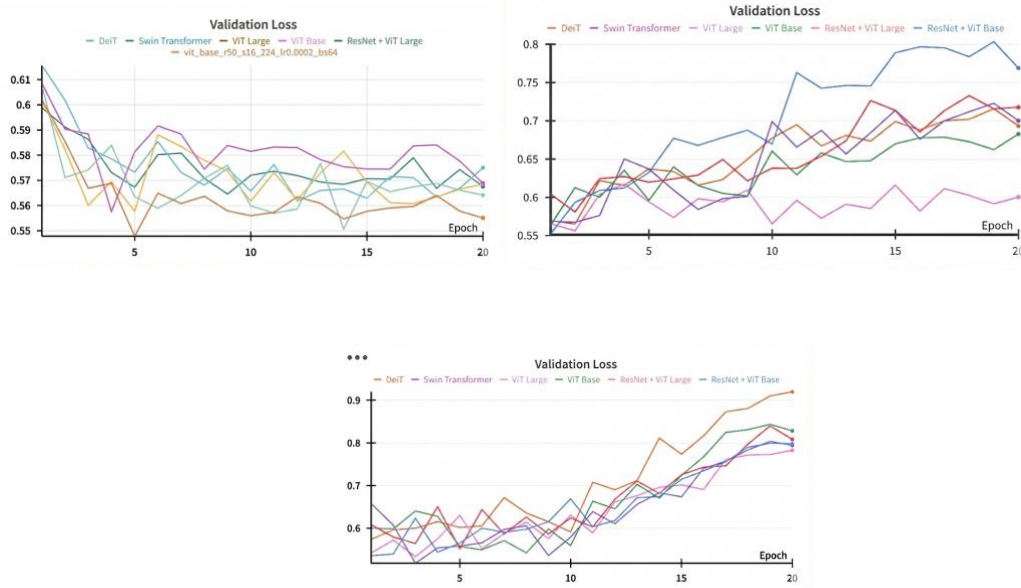 Validation Loss
DeiT Swin Transformer ViT Large ViT Base ResNet + ViT Large
vit_base_r50_s16_224_lr0.0002_bs64
0.61
0.6
0.59
0.58
0.57
0.56
0.55
Epoch
5 10 15 20
Validation Loss
DeiT Swin Transformer ViT Large ViT Base ResNet + ViT Large ResNet + ViT Base
0.8
0.75
0.7
0.65
0.6
0.55
Epoch
5 10 15 20
Validation Loss
DeiT Swin Transformer ViT Large ViT Base ResNet + ViT Large ResNet + ViT Base
0.9
0.8
0.7
0.6
Epoch
5 10 15 20